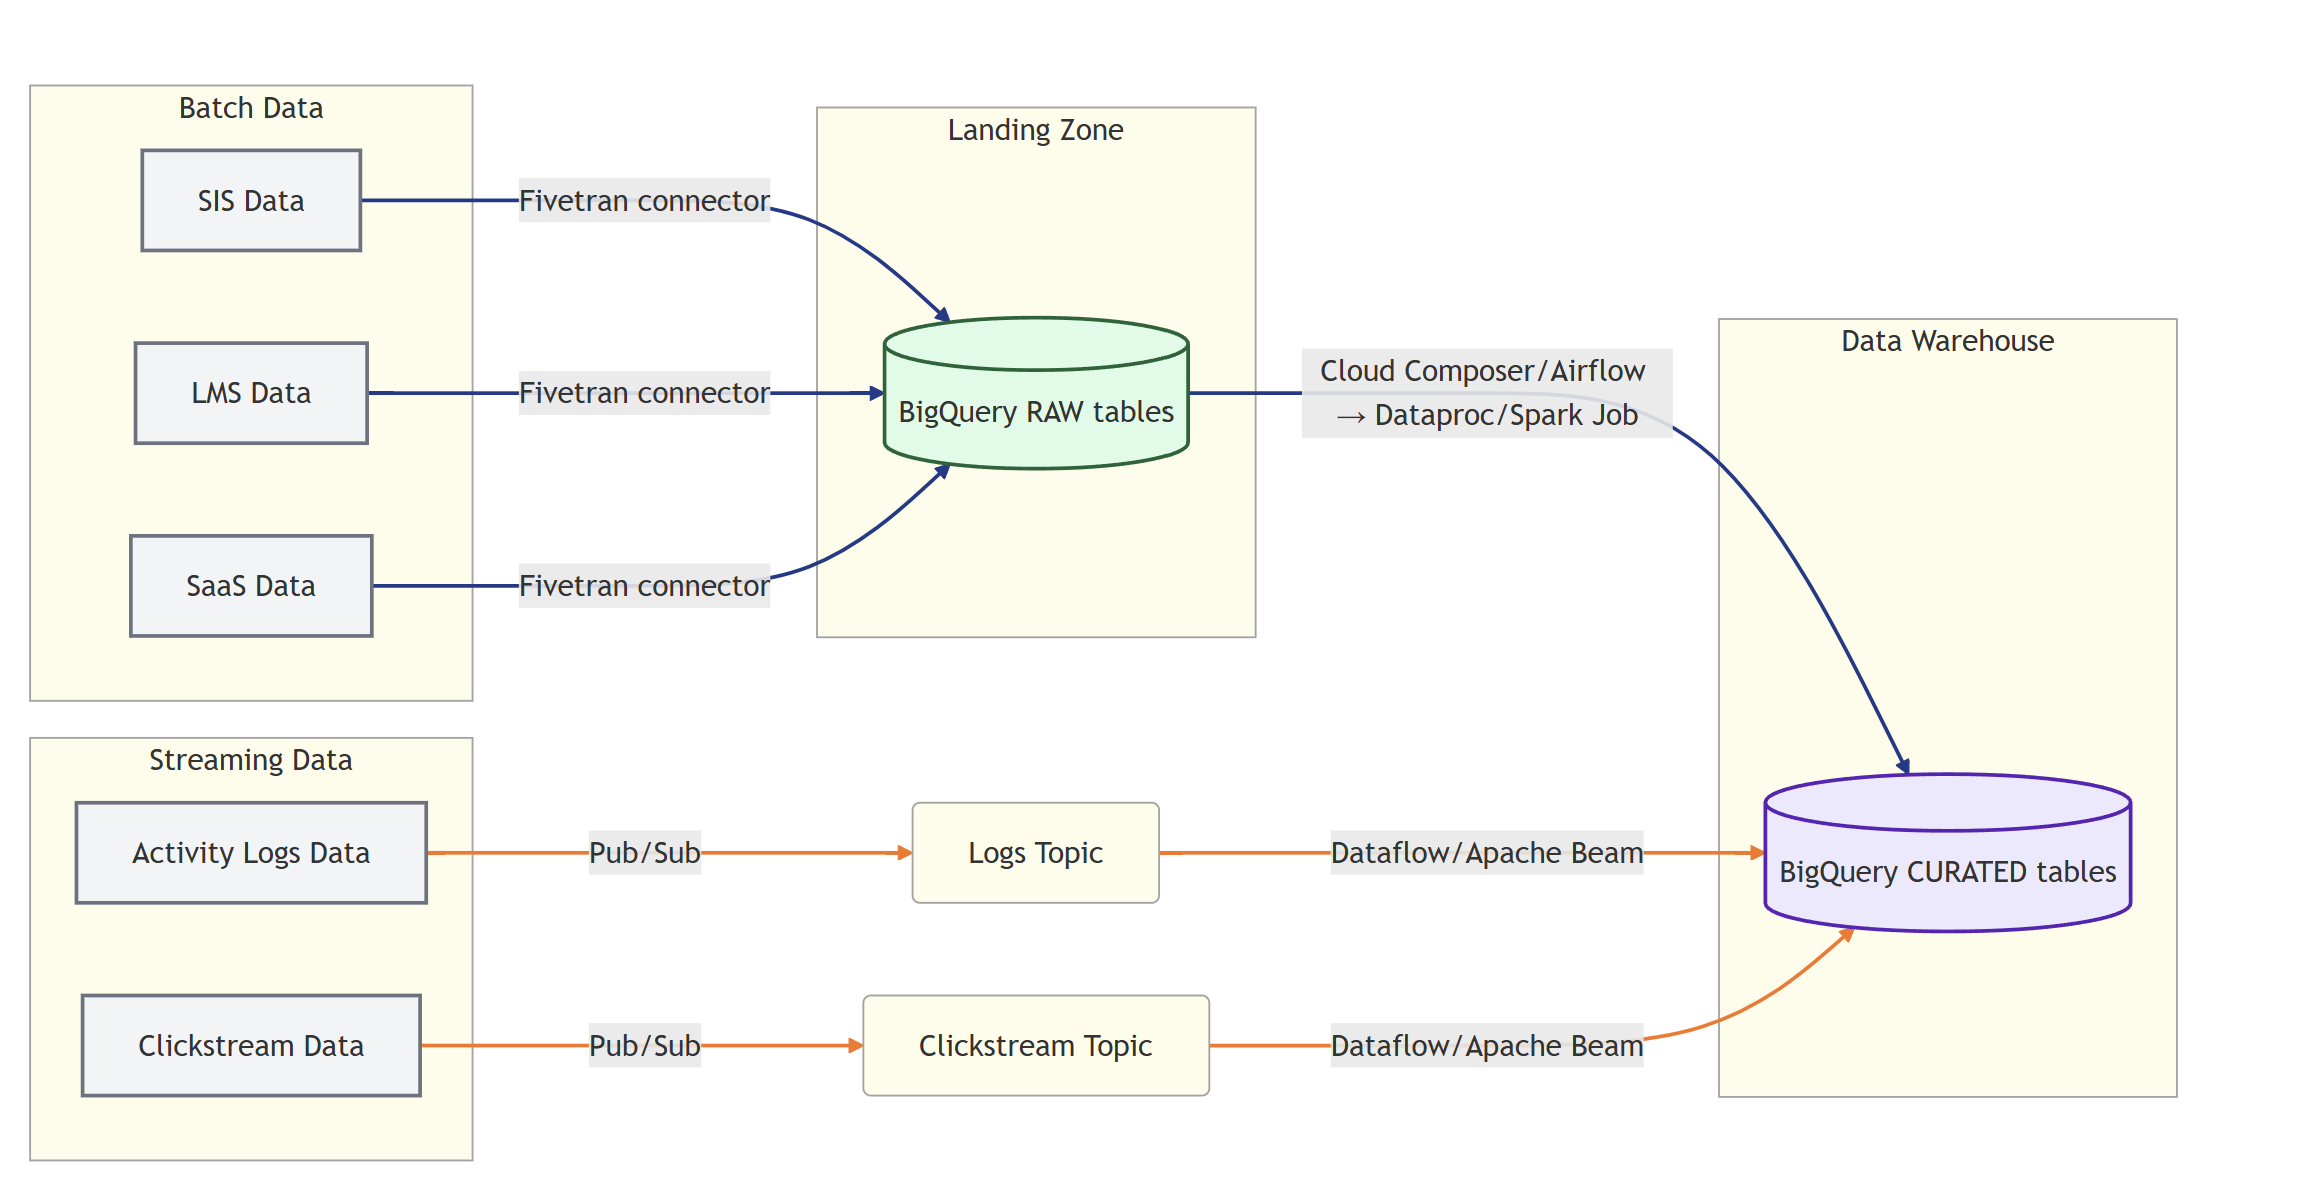 Batch Data
SIS Data
Fivetran connector
LMS Data
Fivetran connector
SaaS Data
Fivetran connector
Landing Zone
BigQuery RAW tables
Cloud Composer/Airflow
→ Dataproc/Spark Job
Data Warehouse
BigQuery CURATED tables
Streaming Data
Activity Logs Data
Pub/Sub
Logs Topic
Dataflow/Apache Beam
Clickstream Data
Pub/Sub
Clickstream Topic
Dataflow/Apache Beam